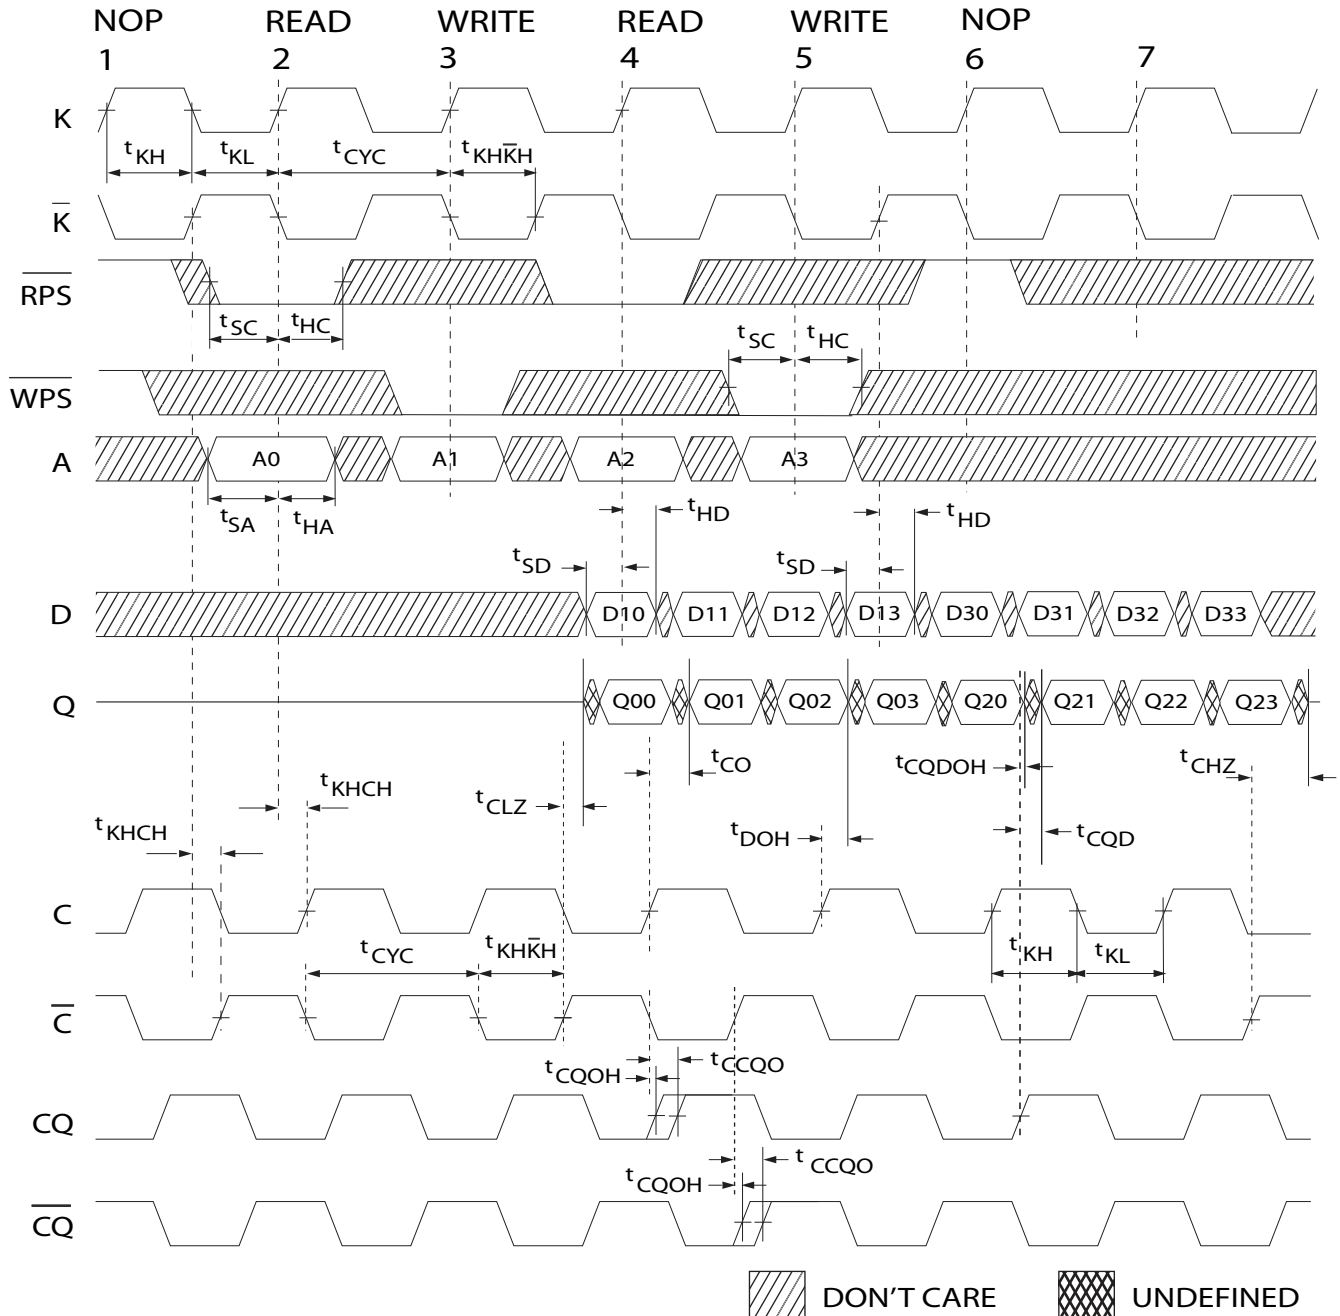 NOP READ WRITE READ WRITE NOP
1 2 3 4 5 6 7
K
tKH tKL tCYC tKHK̅H
K̅
R̅P̅S̅
tSC tHC
tSC tHC
W̅P̅S̅
A A0 A1 A2 A3
tSA tHA
tHD tHD
tSD tSD
D D10 D11 D12 D13 D30 D31 D32 D33
Q Q00 Q01 Q02 Q03 Q20 Q21 Q22 Q23
tCO tCQDOH tCHZ
tKHCH tCLZ
tKHCH tDOH tCQD
C
tCYC tKHK̅H tKH tKL
C̅
tCQOH tCCQO
CQ
tCQOH tCCQO
C̅Q̅
DON'T CARE UNDEFINED